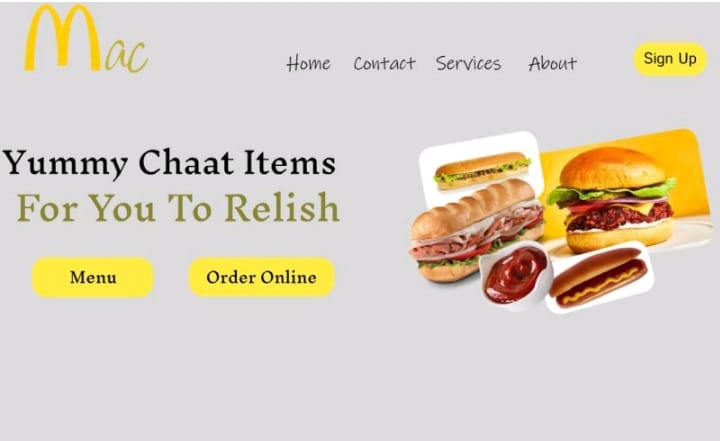 Mac
Home Contact Services About
Sign Up
Yummy Chaat Items
For You To Relish
Menu Order Online